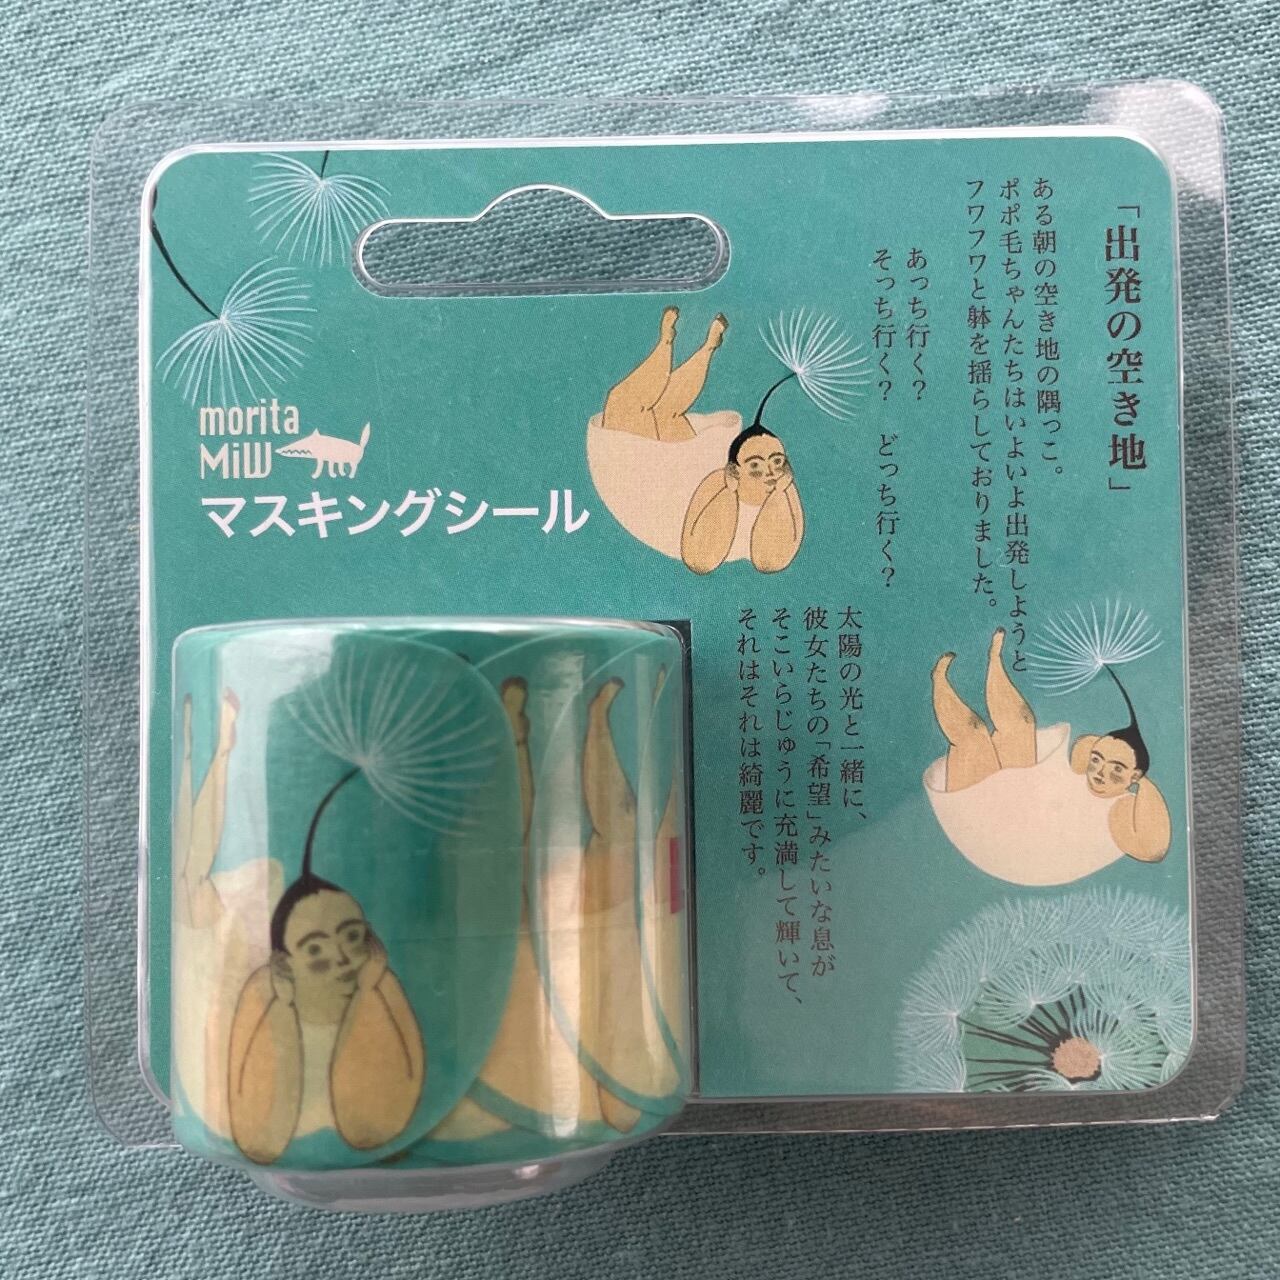 「出発の空き地」
ある朝の空き地の隅っこ。
ポポ毛ちゃんたちはいよいよ出発しようと
フワフワと躰を揺らしておりました。
あっち行く？
そっち行く？　どっち行く？
太陽の光と一緒に、
彼女たちの「希望」みたいな息が
そこいらじゅうに充満して輝いて、
それはそれは綺麗です。
morita
MiW
マスキングシール